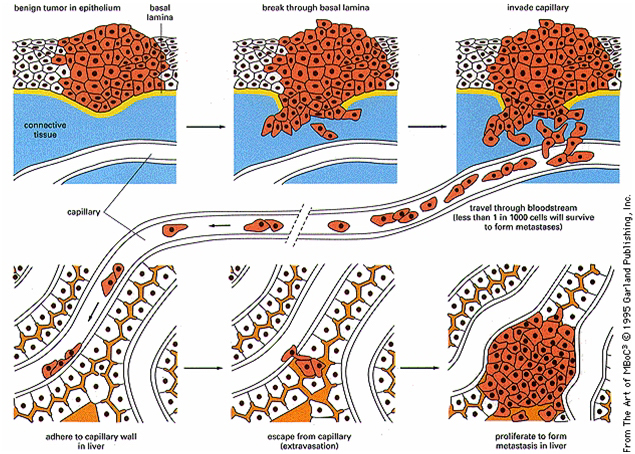 benign tumor in epithelium
basal
lamina
break through basal lamina
invade capillary
connective
tissue
capillary
travel through bloodstream
(less than 1 in 1000 cells will survive
to form metastases)
adhere to capillary wall
in liver
escape from capillary
(extravasation)
proliferate to form
metastasis in liver
From The Art of MBoC³ © 1995 Garland Publishing, Inc.